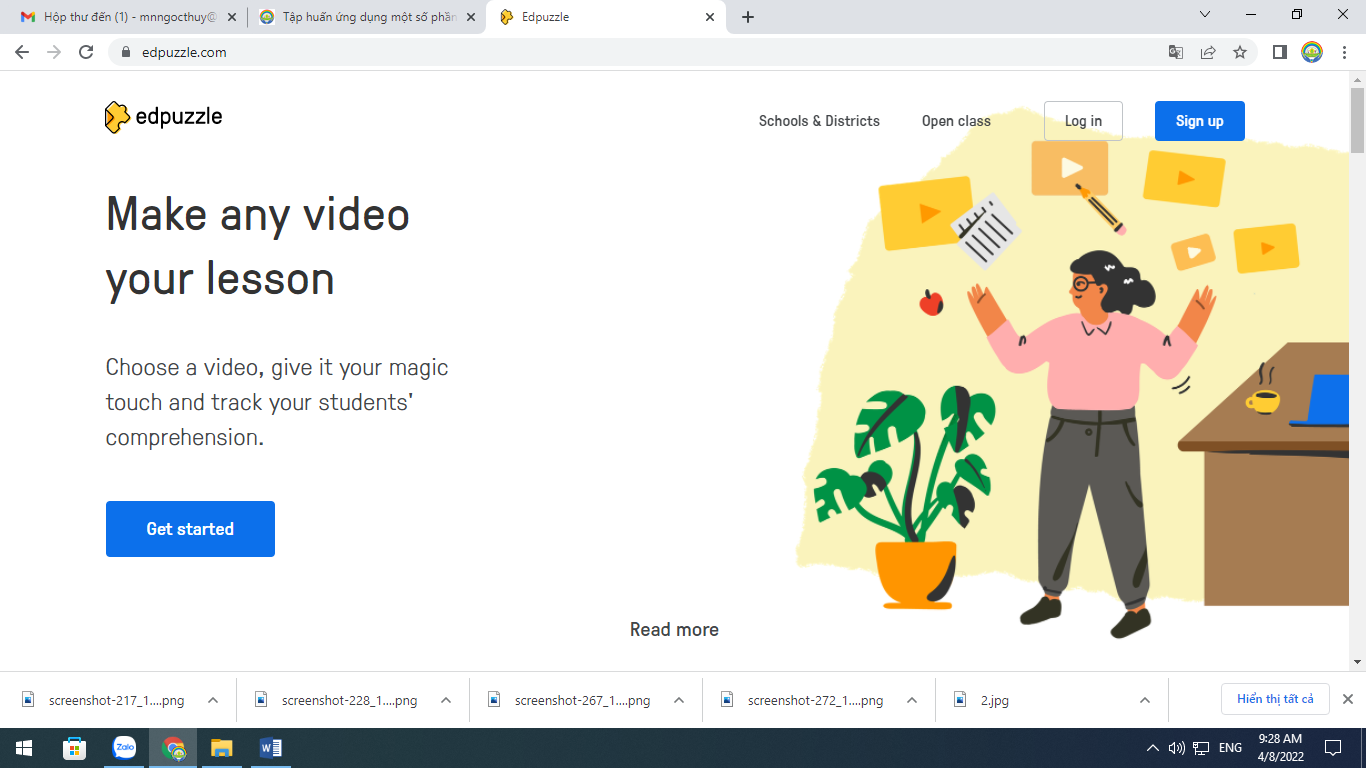 Hộp thư đến (1) - mnngocthuy@
Tập huấn ứng dụng một số phần
Edpuzzle
edpuzzle.com
edpuzzle
Schools & Districts
Open class
Log in
Sign up
Make any video
your lesson
Choose a video, give it your magic
touch and track your students'
comprehension.
Get started
Read more
screenshot-217_1....png
screenshot-228_1....png
screenshot-267_1....png
screenshot-272_1....png
2.jpg
Hiển thị tất cả
Zalo
ENG
9:28 AM
4/8/2022